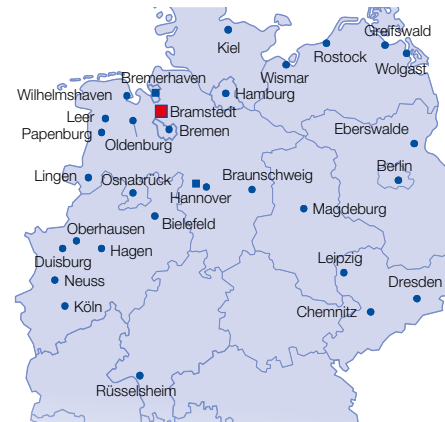 Greifswald
Kiel
Rostock
Wolgast
Wismar
Bremerhaven
Wilhelmshaven
Hamburg
Bramstedt
Leer
Papenburg
Bremen
Eberswalde
Oldenburg
Berlin
Lingen
Osnabrück
Braunschweig
Hannover
Magdeburg
Bielefeld
Oberhausen
Hagen
Duisburg
Leipzig
Neuss
Dresden
Köln
Chemnitz
Rüsselsheim